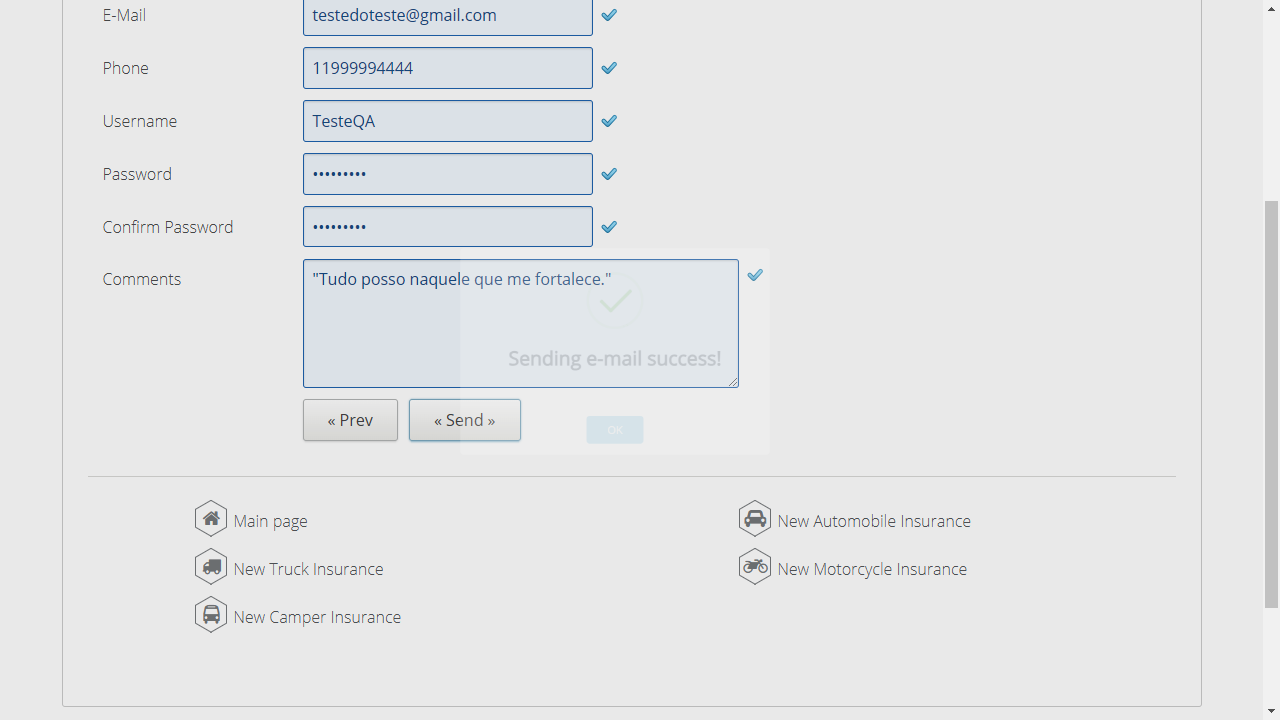 E-Mail
testedoteste@gmail.com
Phone
11999994444
Username
TesteQA
Password
•••••••••
Confirm Password
•••••••••
Comments
"Tudo posso naquele que me fortalece."
Sending e-mail success!
« Prev
« Send »
OK
Main page
New Automobile Insurance
New Truck Insurance
New Motorcycle Insurance
New Camper Insurance